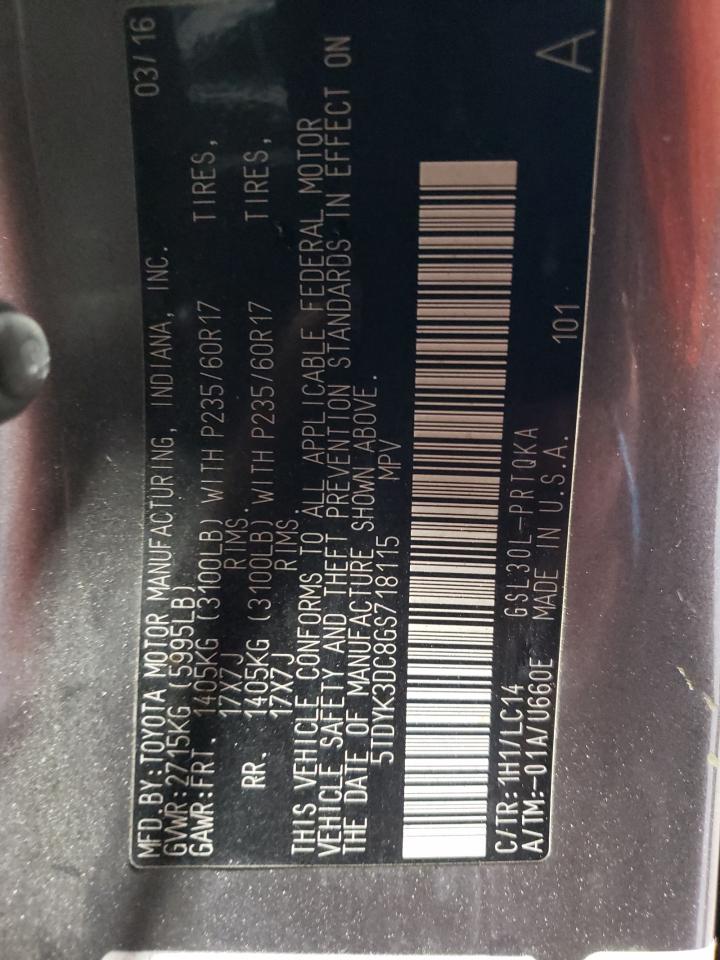 MFD.BY:TOYOTA MOTOR MANUFACTURING, INDIANA, INC. 03/16
GVWR:2715KG (5995LB)
GAWR:FRT. 1405KG (3100LB) WITH P235/60R17 TIRES,
17X7J RIMS.
RR. 1405KG (3100LB) WITH P235/60R17 TIRES,
17X7J RIMS
THIS VEHICLE CONFORMS TO ALL APPLICABLE FEDERAL MOTOR
VEHICLE SAFETY AND THEFT PREVENTION STANDARDS IN EFFECT ON
THE DATE OF MANUFACTURE SHOWN ABOVE.
5TDYK3DC8GS718115 MPV
C/TR:1H1/LC14 GSL30L-PRTQKA 101 A
A/TM:-01A/U660E MADE IN U.S.A.